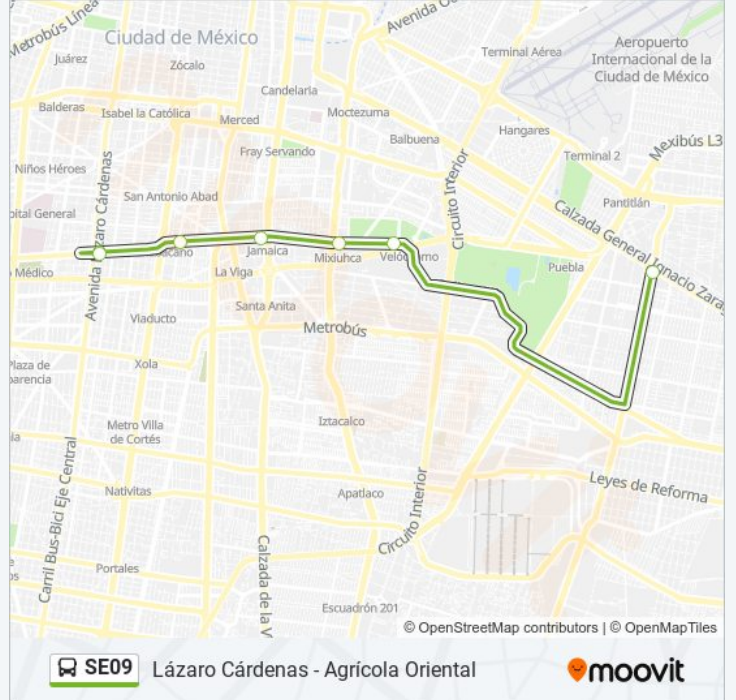 Metrobús Línea
Ciudad de México
Avenida
Terminal Aérea
Aeropuerto
Internacional de la
Ciudad de México
Juárez
Zócalo
Candelaria
Balderas
Isabel la Católica
Merced
Moctezuma
Balbuena
Hangares
Mexibús L3
Niños Héroes
Fray Servando
Terminal 2
San Antonio Abad
Circuito Interior
Pantitlán
pital General
Avenida Lázaro Cárdenas
Calzada General Ignacio Zara
Jamaica
Mixiuhca
Puebla
Médico
La Viga
Santa Anita
Viaducto
Metrobús
Plaza de
parencia
Xola
Iztacalco
Metro Villa
de Cortés
Carril Bus-Bici Eje Central
Nativitas
Apatlaco
Circuito Interior
Leyes de Reforma
Calzada de la V
Portales
Escuadrón 201
© OpenStreetMap contributors | © OpenMapTiles
SE09 Lázaro Cárdenas - Agrícola Oriental
moovit